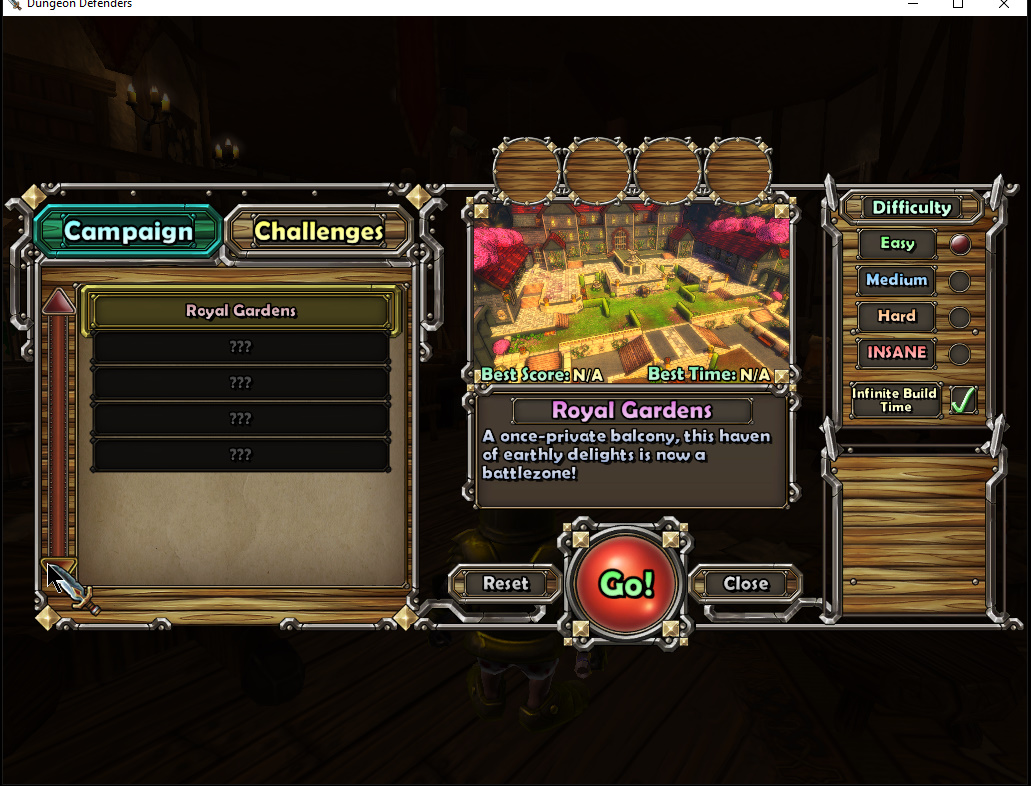 Dungeon Defenders
Campaign
Challenges
Royal Gardens
???
???
???
???
Best Score: N/A
Best Time: N/A
Royal Gardens
A once-private balcony, this haven
of earthly delights is now a
battlezone!
Reset
Go!
Close
Difficulty
Easy
Medium
Hard
INSANE
Infinite Build
Time